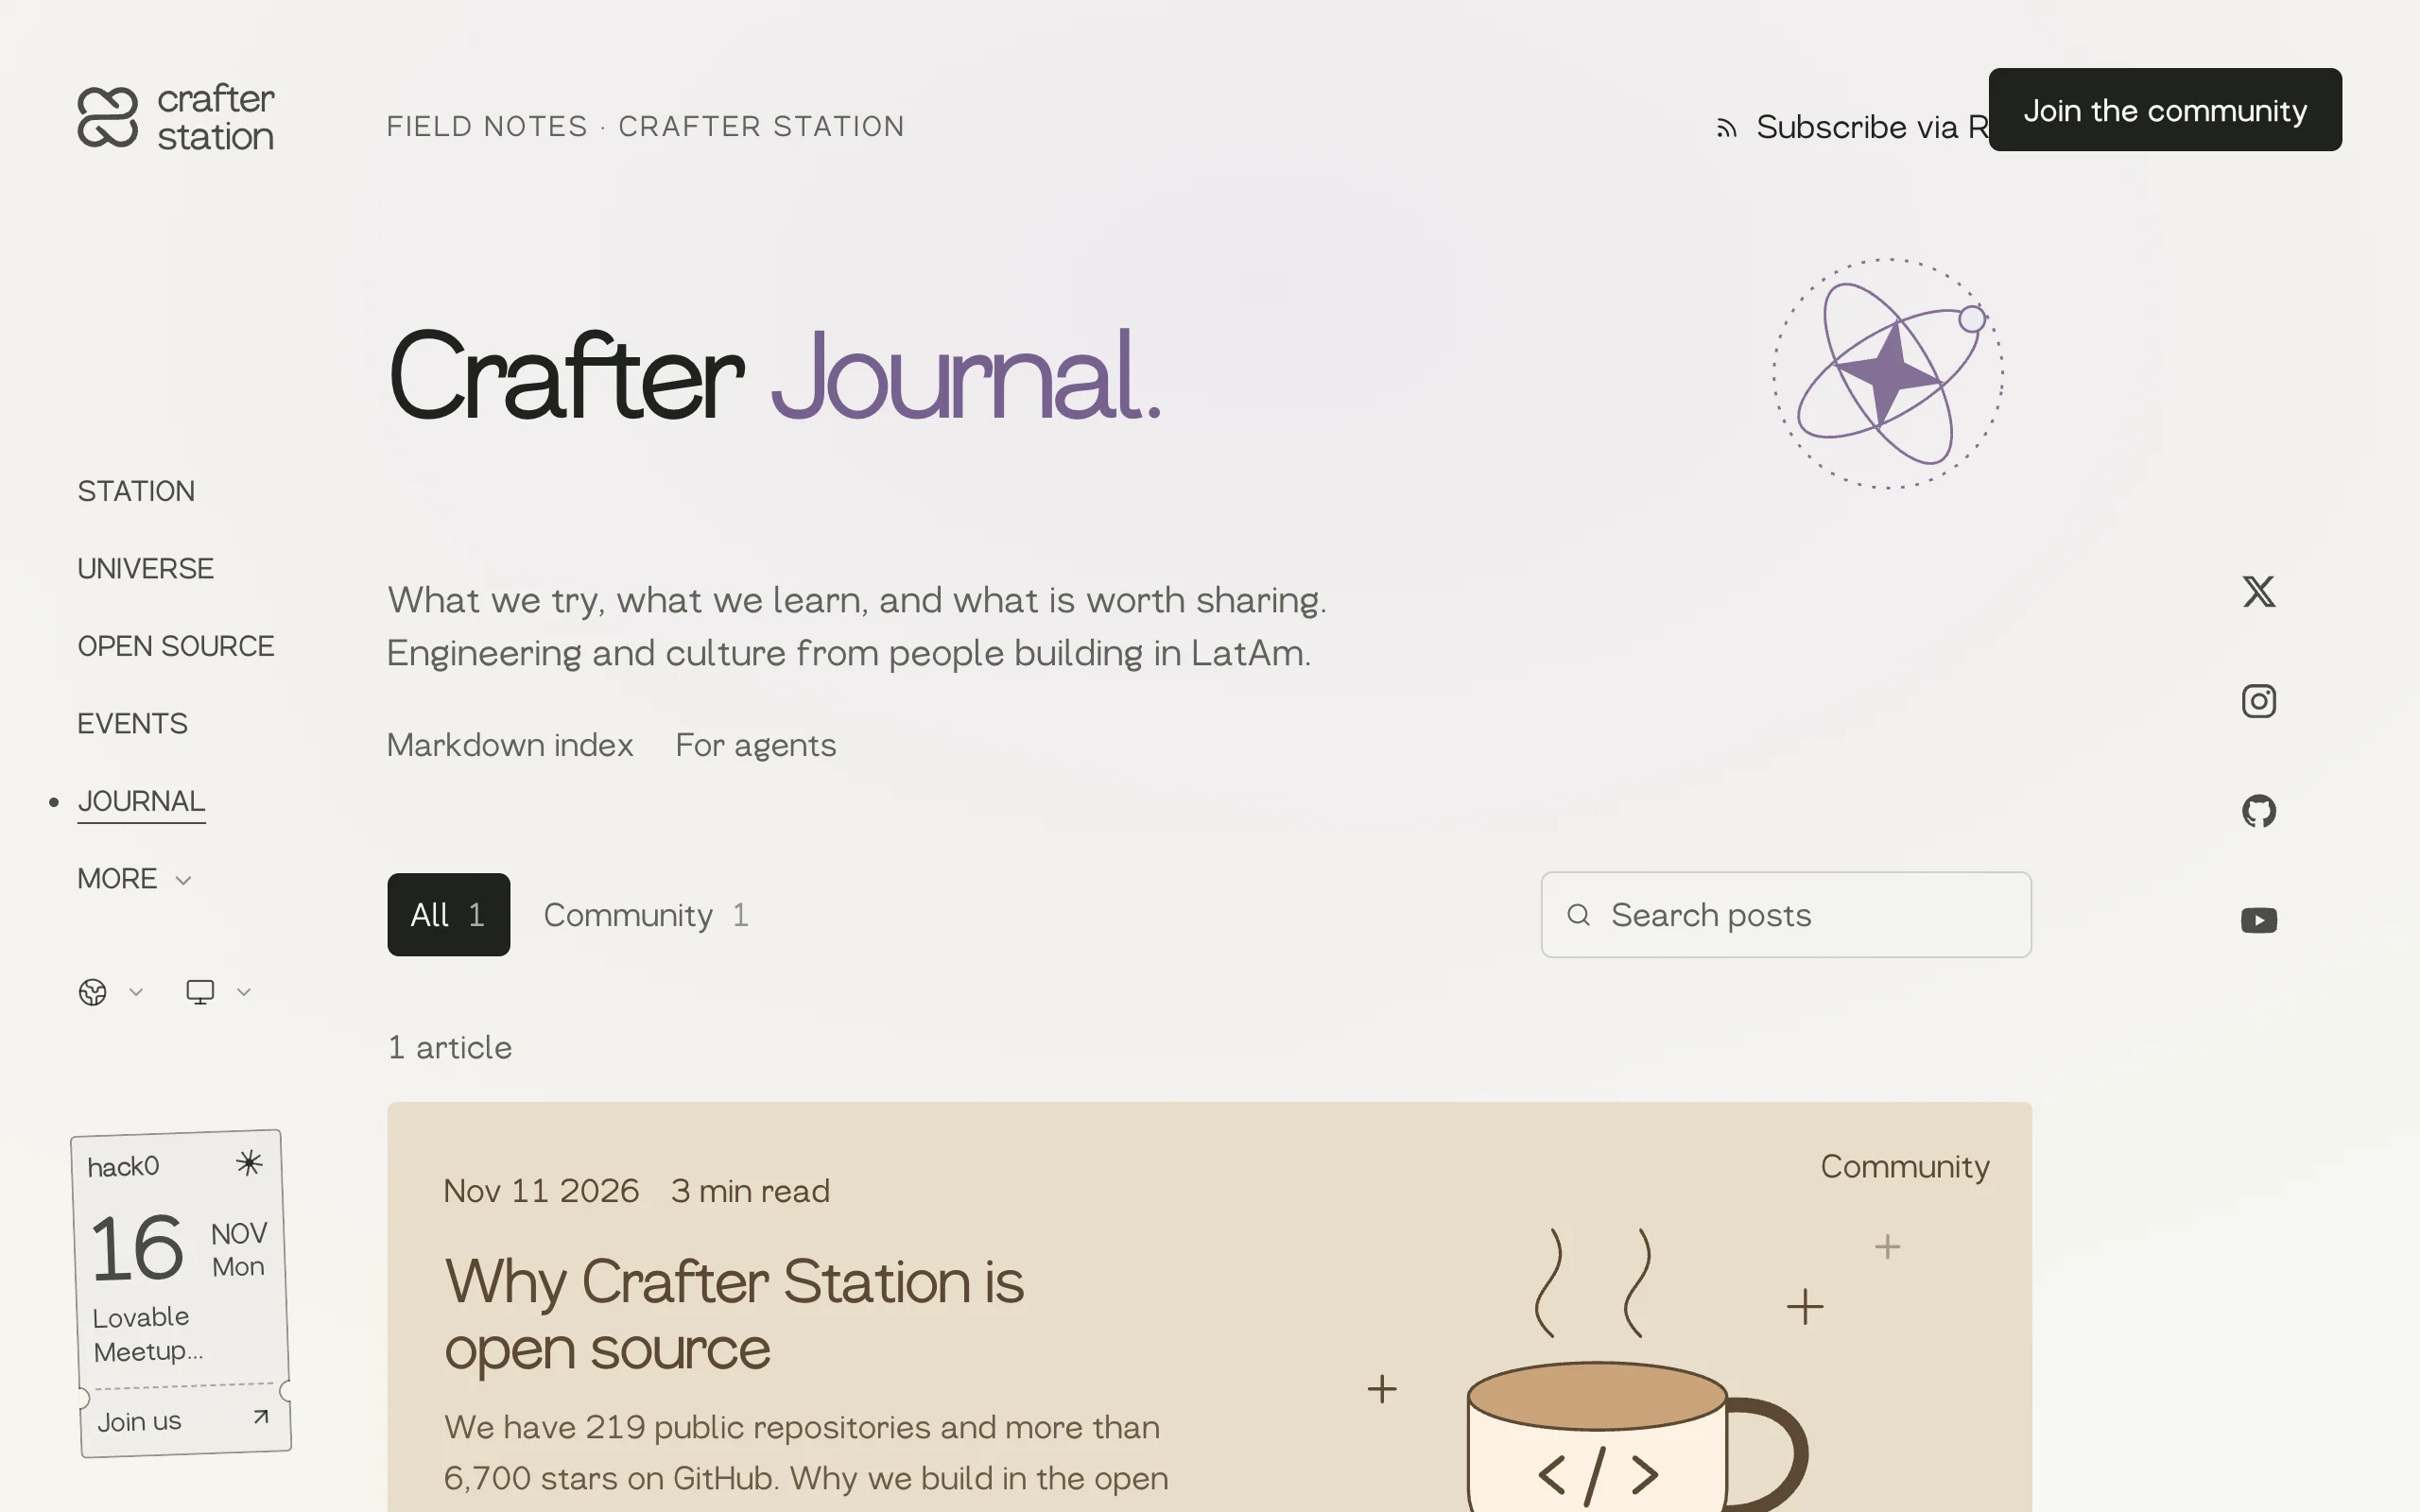 crafter
station
FIELD NOTES · CRAFTER STATION
Subscribe via R
Join the community
Crafter Journal.
STATION
UNIVERSE
OPEN SOURCE
EVENTS
JOURNAL
MORE
What we try, what we learn, and what is worth sharing.
Engineering and culture from people building in LatAm.
Markdown index For agents
All 1 Community 1
Search posts
1 article
hack0
16 NOV
Mon
Lovable
Meetup...
Join us
Community
Nov 11 2026 3 min read
Why Crafter Station is
open source
We have 219 public repositories and more than
6,700 stars on GitHub. Why we build in the open
</>